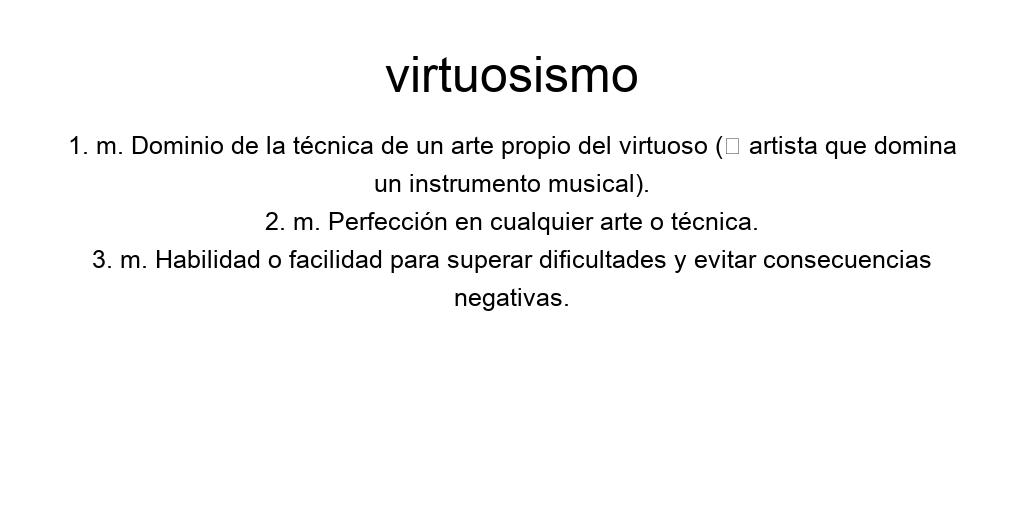 virtuosismo
1. m. Dominio de la técnica de un arte propio del virtuoso (▯ artista que domina
un instrumento musical).
2. m. Perfección en cualquier arte o técnica.
3. m. Habilidad o facilidad para superar dificultades y evitar consecuencias
negativas.